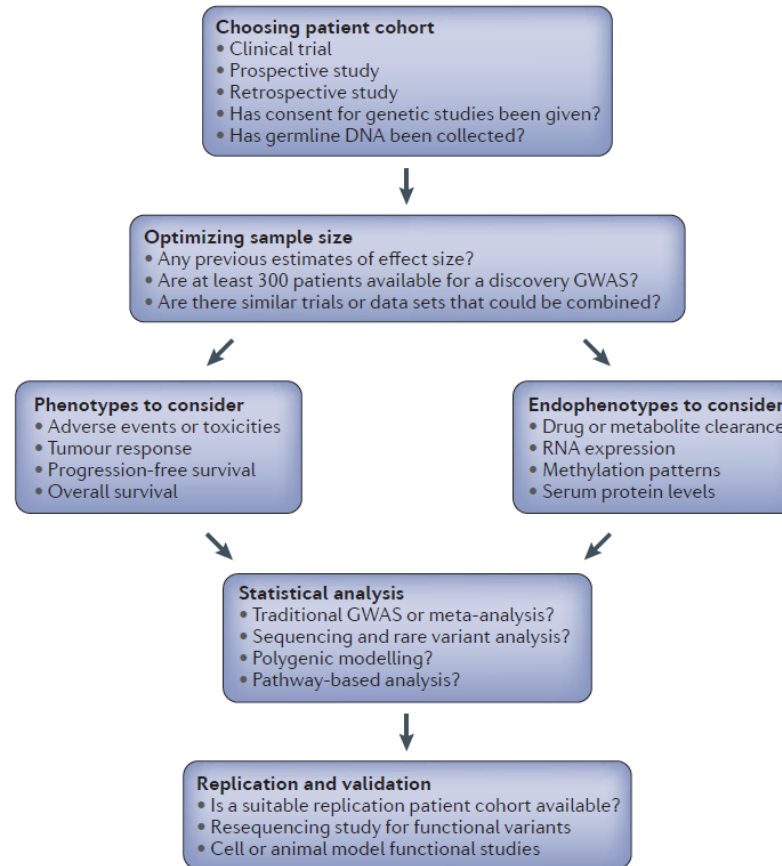 Choosing patient cohort
• Clinical trial
• Prospective study
• Retrospective study
• Has consent for genetic studies been given?
• Has germline DNA been collected?
Optimizing sample size
• Any previous estimates of effect size?
• Are at least 300 patients available for a discovery GWAS?
• Are there similar trials or data sets that could be combined?
Phenotypes to consider
• Adverse events or toxicities
• Tumour response
• Progression-free survival
• Overall survival
Endophenotypes to consider
• Drug or metabolite clearance
• RNA expression
• Methylation patterns
• Serum protein levels
Statistical analysis
• Traditional GWAS or meta-analysis?
• Sequencing and rare variant analysis?
• Polygenic modelling?
• Pathway-based analysis?
Replication and validation
• Is a suitable replication patient cohort available?
• Resequencing study for functional variants
• Cell or animal model functional studies